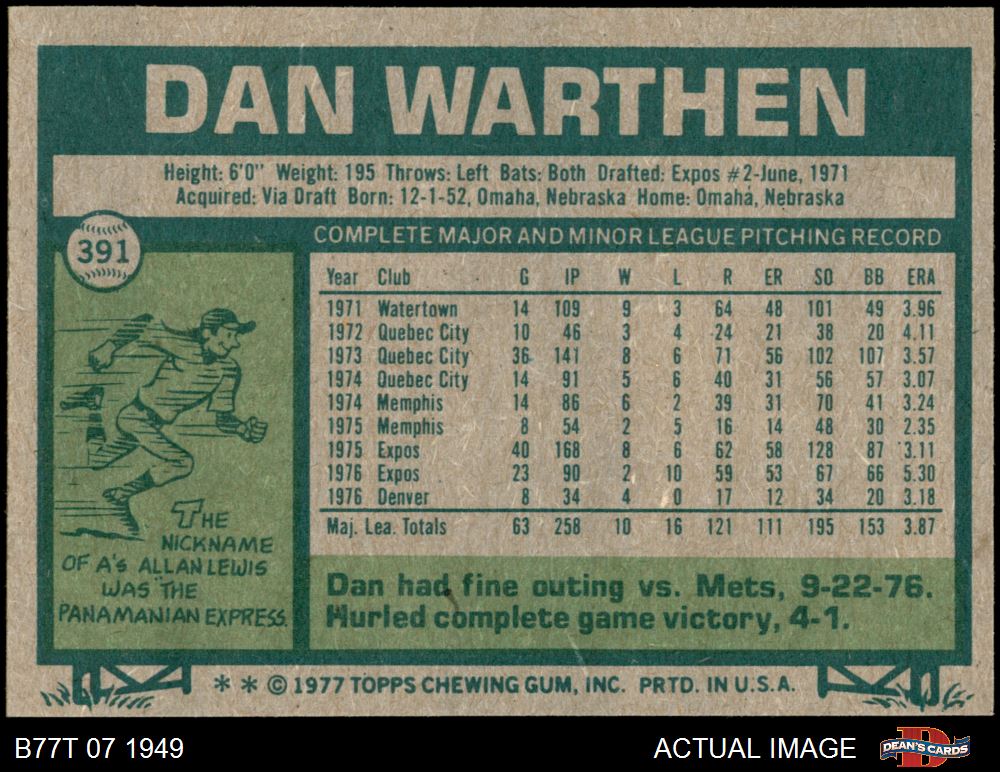 DAN WARTHEN
Height: 6'0" Weight: 195 Throws: Left Bats: Both Drafted: Expos #2-June, 1971
Acquired: Via Draft Born: 12-1-52, Omaha, Nebraska Home: Omaha, Nebraska
391
COMPLETE MAJOR AND MINOR LEAGUE PITCHING RECORD
Year Club G IP W L R ER SO BB ERA
1971 Watertown 14 109 9 3 64 48 101 49 3.96
1972 Quebec City 10 46 3 4 24 21 38 20 4.11
1973 Quebec City 36 141 8 6 71 56 102 107 3.57
1974 Quebec City 14 91 5 6 40 31 56 57 3.07
1974 Memphis 14 86 6 2 39 31 70 41 3.24
1975 Memphis 8 54 2 5 16 14 48 30 2.35
1975 Expos 40 168 8 6 62 58 128 87 3.11
1976 Expos 23 90 2 10 59 53 67 66 5.30
1976 Denver 8 34 4 0 17 12 34 20 3.18
Maj. Lea. Totals 63 258 10 16 121 111 195 153 3.87
THE
NICKNAME
OF A'S ALLAN LEWIS
WAS "THE
PANAMANIAN EXPRESS."
Dan had fine outing vs. Mets, 9-22-76.
Hurled complete game victory, 4-1.
* * © 1977 TOPPS CHEWING GUM, INC. PRTD. IN U.S.A.
B77T 07 1949
ACTUAL IMAGE
D
DEAN'S CARDS